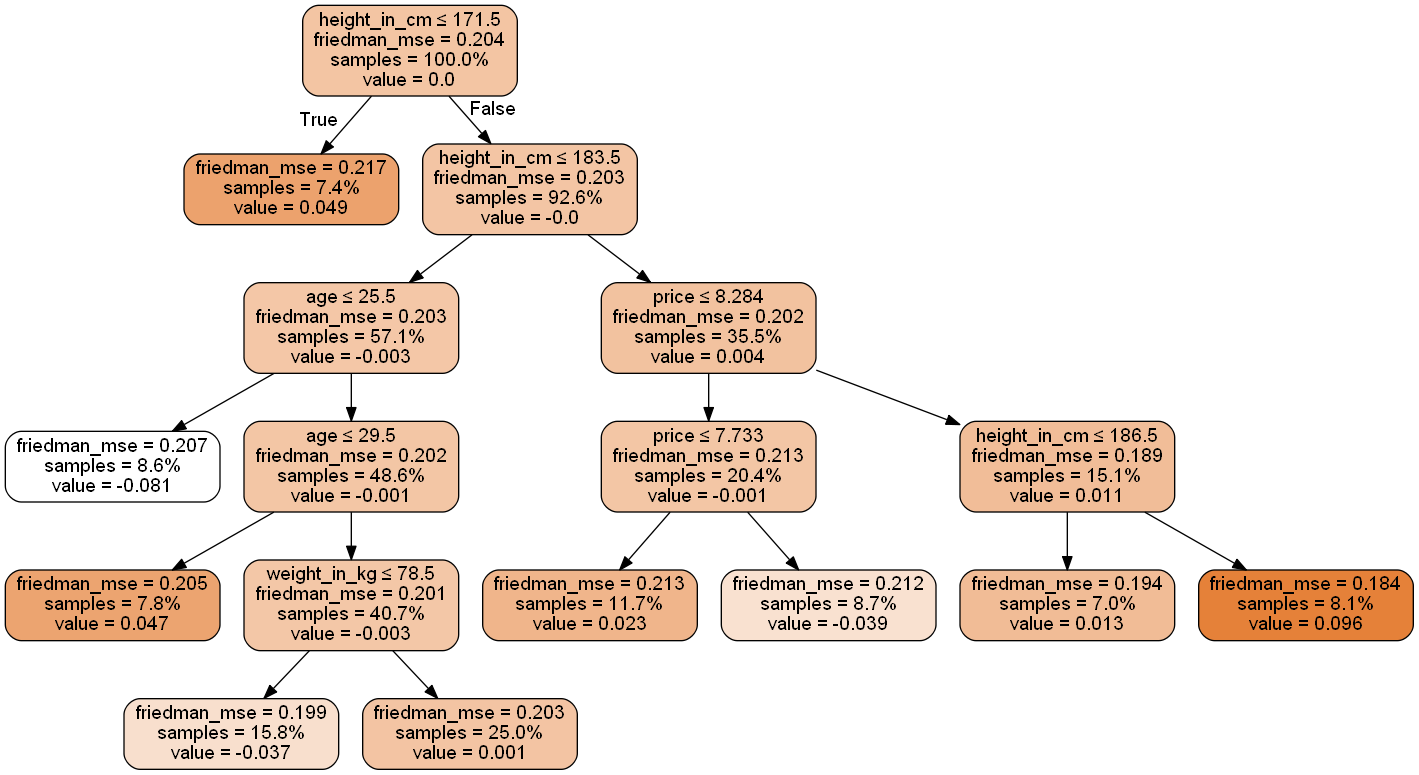 height_in_cm ≤ 171.5
friedman_mse = 0.204
samples = 100.0%
value = 0.0
True
False
friedman_mse = 0.217
samples = 7.4%
value = 0.049
height_in_cm ≤ 183.5
friedman_mse = 0.203
samples = 92.6%
value = -0.0
age ≤ 25.5
friedman_mse = 0.203
samples = 57.1%
value = -0.003
price ≤ 8.284
friedman_mse = 0.202
samples = 35.5%
value = 0.004
friedman_mse = 0.207
samples = 8.6%
value = -0.081
age ≤ 29.5
friedman_mse = 0.202
samples = 48.6%
value = -0.001
price ≤ 7.733
friedman_mse = 0.213
samples = 20.4%
value = -0.001
height_in_cm ≤ 186.5
friedman_mse = 0.189
samples = 15.1%
value = 0.011
friedman_mse = 0.205
samples = 7.8%
value = 0.047
weight_in_kg ≤ 78.5
friedman_mse = 0.201
samples = 40.7%
value = -0.003
friedman_mse = 0.213
samples = 11.7%
value = 0.023
friedman_mse = 0.212
samples = 8.7%
value = -0.039
friedman_mse = 0.194
samples = 7.0%
value = 0.013
friedman_mse = 0.184
samples = 8.1%
value = 0.096
friedman_mse = 0.199
samples = 15.8%
value = -0.037
friedman_mse = 0.203
samples = 25.0%
value = 0.001